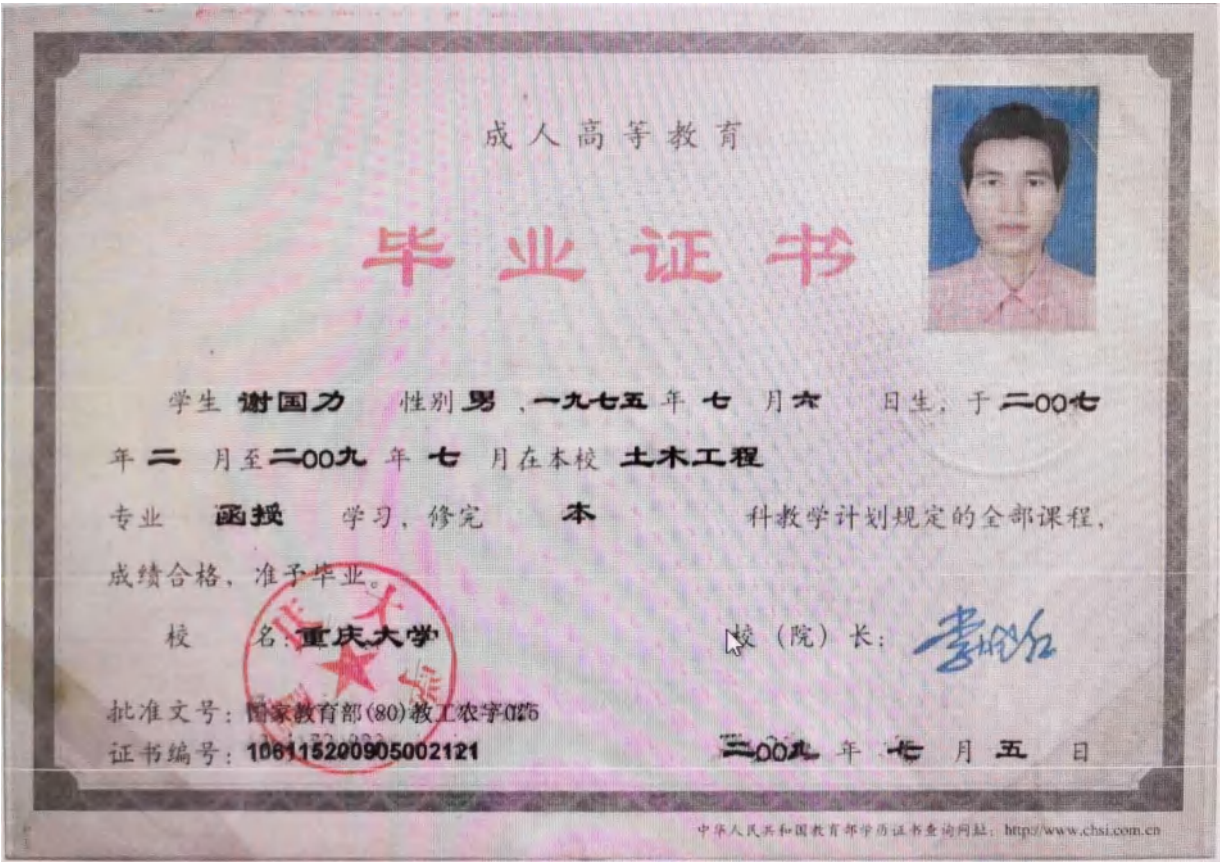 成人高等教育
毕业证书
学生 谢国力 性别 男 ，一九七五 年 七 月 六 日生，于 二00七
年 二 月至 二00九 年 七 月在本校 土木工程
专业 函授 学习，修完 本 科教学计划规定的全部课程，
成绩合格，准予毕业。
校 名：重庆大学 校（院）长：
批准文号：国家教育部(80)教工农字025
证书编号：106115200905002121 二00九 年 七 月 五 日
中华人民共和国教育部学历证书查询网址：http://www.chsi.com.cn